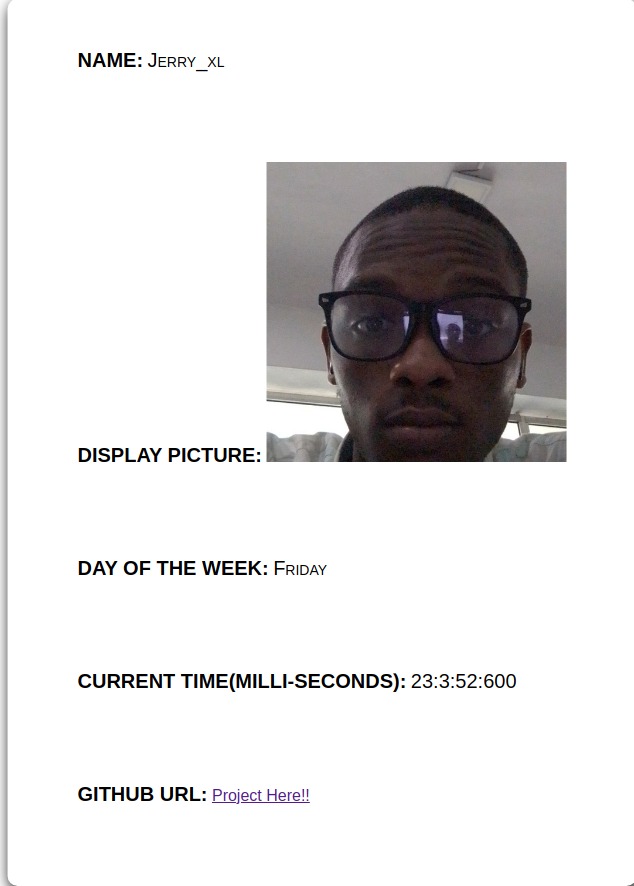 NAME: Jerry_xl
DISPLAY PICTURE:
DAY OF THE WEEK: Friday
CURRENT TIME(MILLI-SECONDS): 23:3:52:600
GITHUB URL: Project Here!!